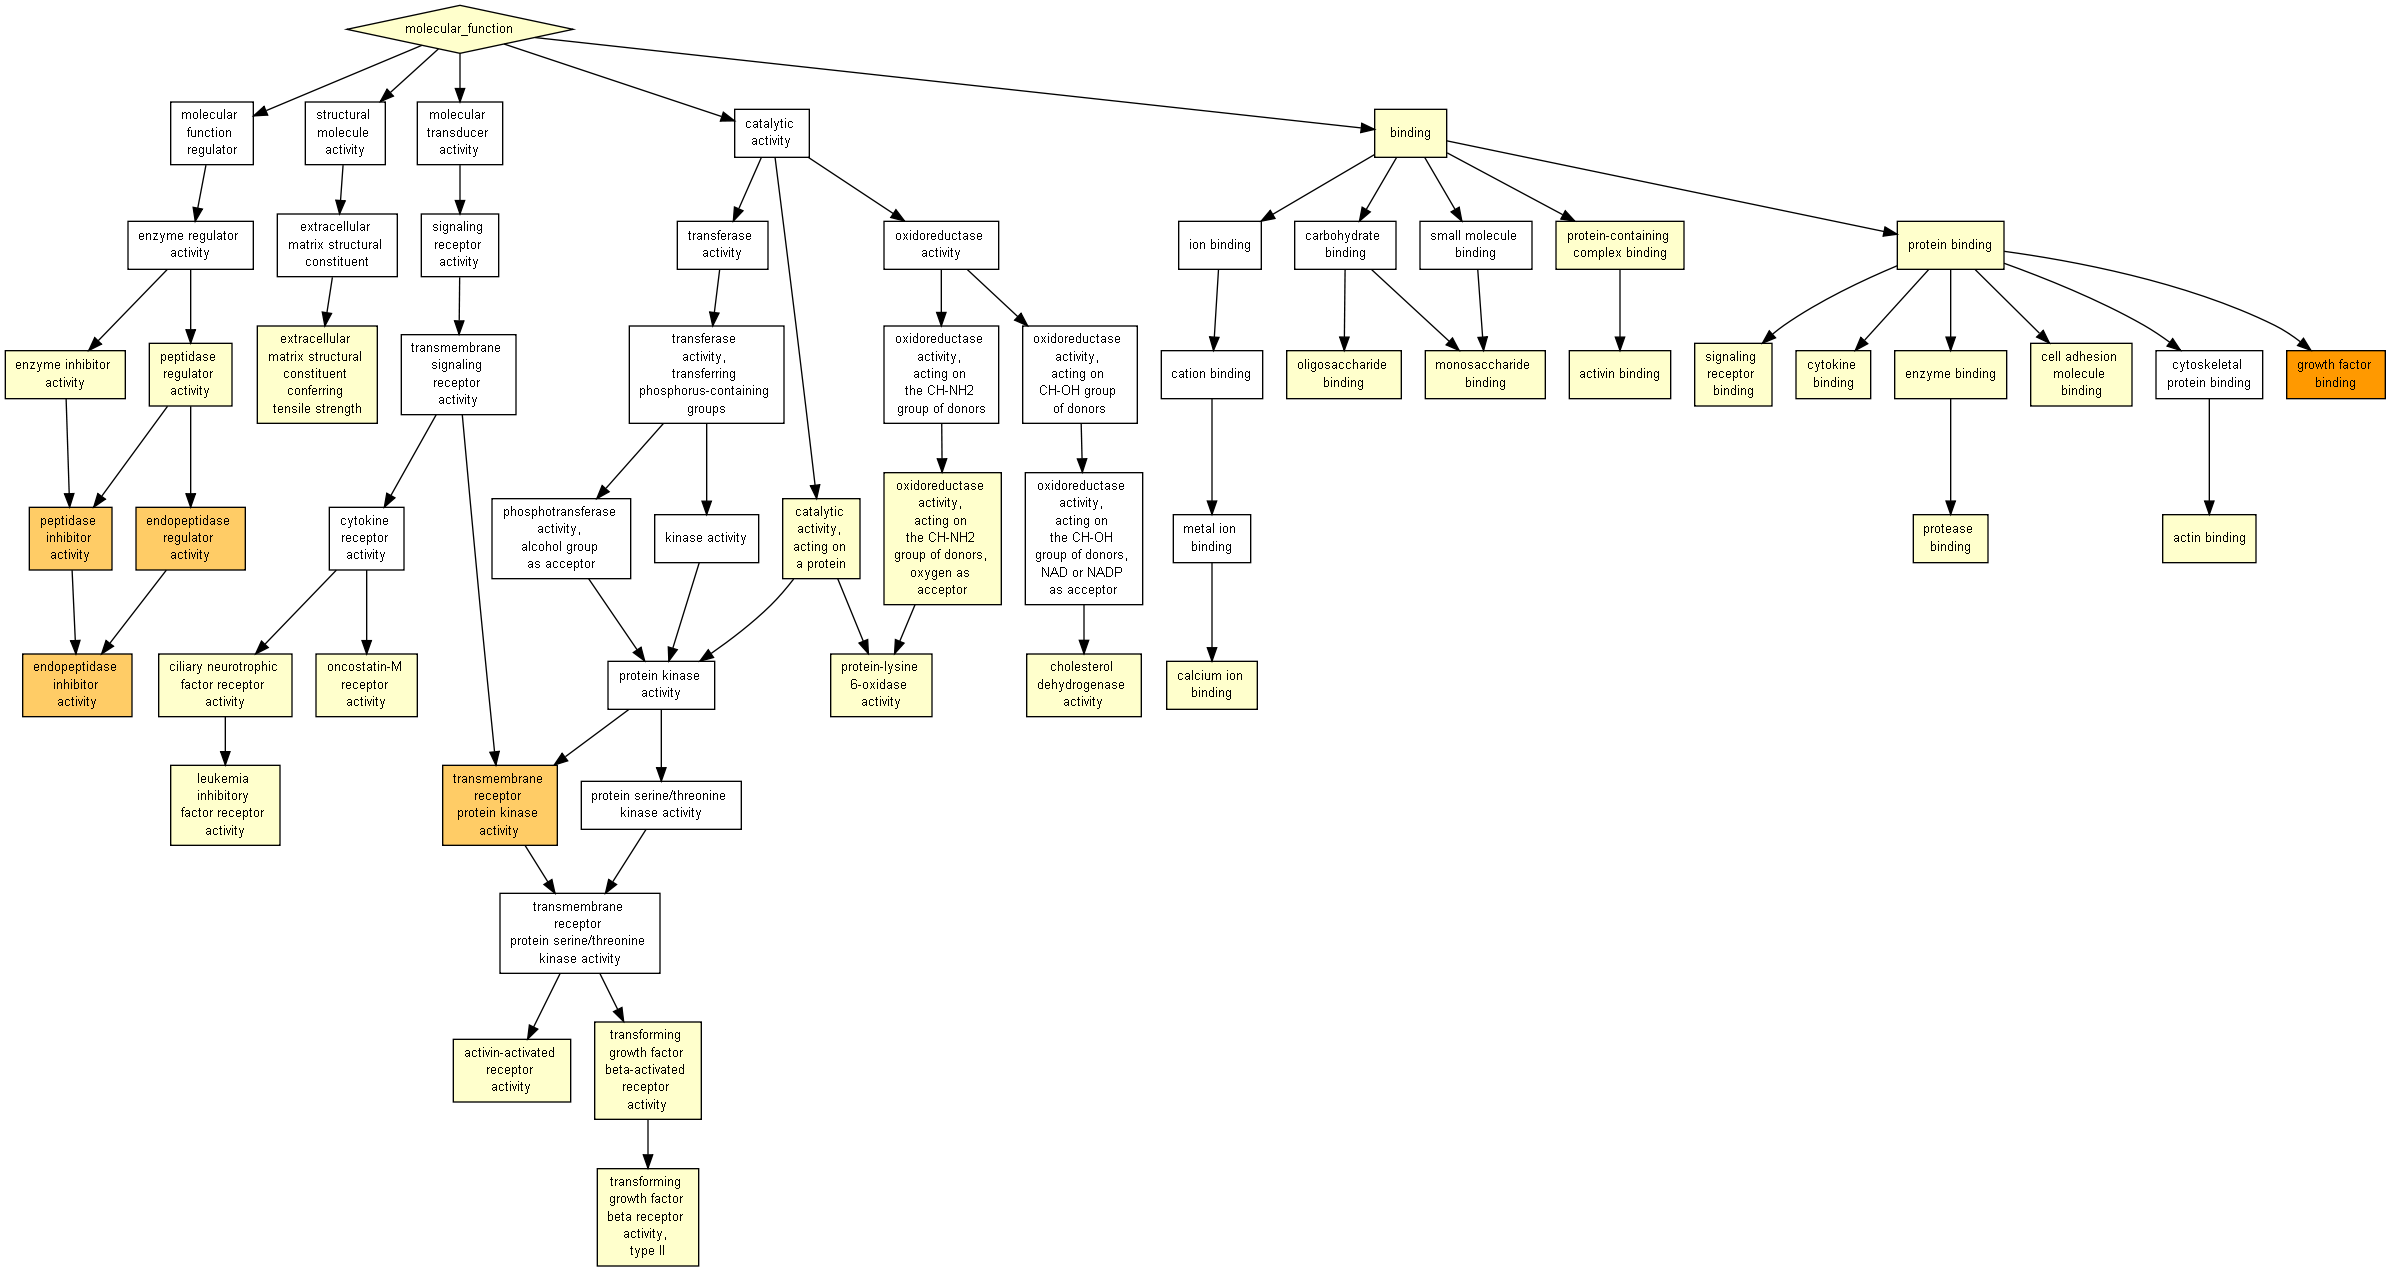 molecular_function
molecular
function
regulator
structural
molecule
activity
molecular
transducer
activity
catalytic
activity
binding
enzyme regulator
activity
extracellular
matrix structural
constituent
signaling
receptor
activity
transferase
activity
oxidoreductase
activity
ion binding
carbohydrate
binding
small molecule
binding
protein-containing
complex binding
protein binding
enzyme inhibitor
activity
peptidase
regulator
activity
extracellular
matrix structural
constituent
conferring
tensile strength
transmembrane
signaling
receptor
activity
transferase
activity,
transferring
phosphorus-containing
groups
oxidoreductase
activity,
acting on
the CH-NH2
group of donors
oxidoreductase
activity,
acting on
CH-OH group
of donors
cation binding
oligosaccharide
binding
monosaccharide
binding
activin binding
signaling
receptor
binding
cytokine
binding
enzyme binding
cell adhesion
molecule
binding
cytoskeletal
protein binding
growth factor
binding
peptidase
inhibitor
activity
endopeptidase
regulator
activity
cytokine
receptor
activity
phosphotransferase
activity,
alcohol group
as acceptor
kinase activity
catalytic
activity,
acting on
a protein
oxidoreductase
activity,
acting on
the CH-NH2
group of donors,
oxygen as
acceptor
oxidoreductase
activity,
acting on
the CH-OH
group of donors,
NAD or NADP
as acceptor
metal ion
binding
protease
binding
actin binding
endopeptidase
inhibitor
activity
ciliary neurotrophic
factor receptor
activity
oncostatin-M
receptor
activity
protein kinase
activity
protein-lysine
6-oxidase
activity
cholesterol
dehydrogenase
activity
calcium ion
binding
leukemia
inhibitory
factor receptor
activity
transmembrane
receptor
protein kinase
activity
protein serine/threonine
kinase activity
transmembrane
receptor
protein serine/threonine
kinase activity
activin-activated
receptor
activity
transforming
growth factor
beta-activated
receptor
activity
transforming
growth factor
beta receptor
activity,
type II